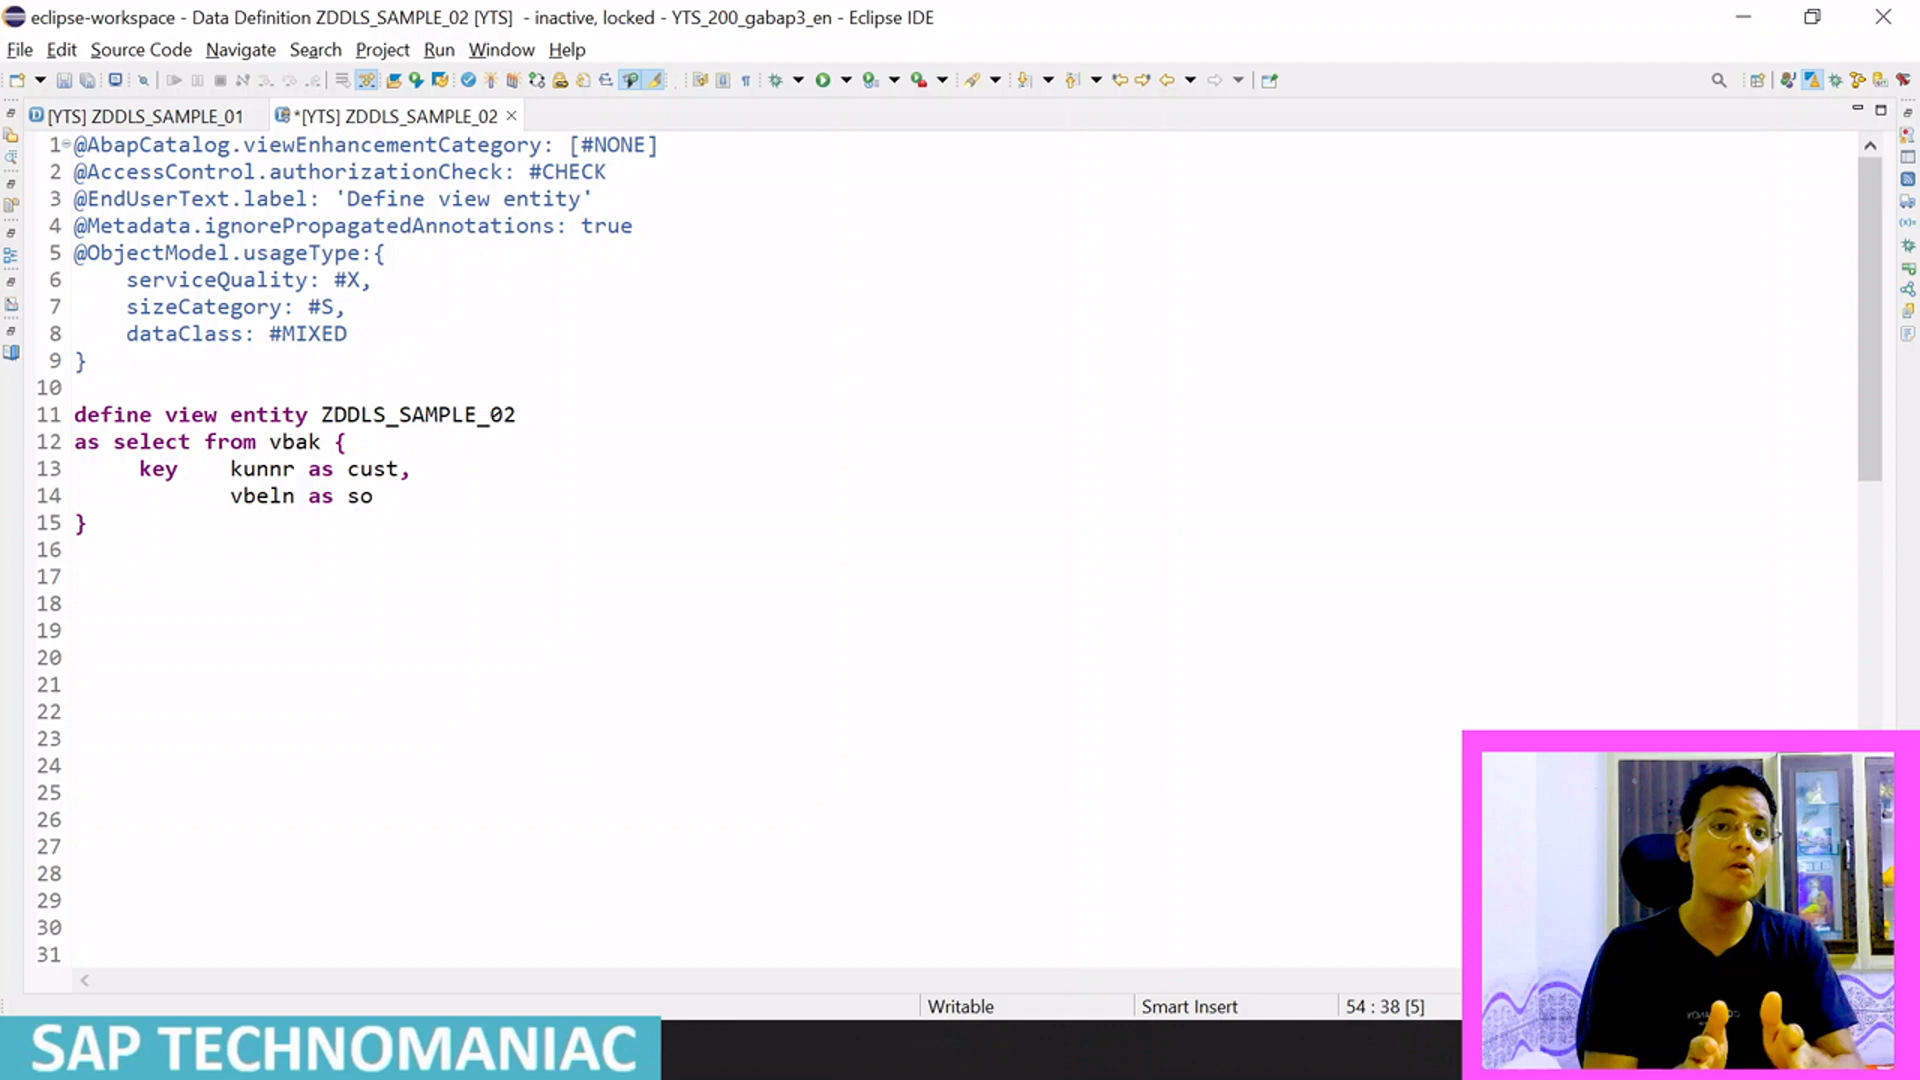 eclipse-workspace - Data Definition ZDDLS_SAMPLE_02 [YTS]  - inactive, locked - YTS_200_gabap3_en - Eclipse IDE
File Edit Source Code Navigate Search Project Run Window Help
[YTS] ZDDLS_SAMPLE_01 *[YTS] ZDDLS_SAMPLE_02
1 @AbapCatalog.viewEnhancementCategory: [#NONE]
2 @AccessControl.authorizationCheck: #CHECK
3 @EndUserText.label: 'Define view entity'
4 @Metadata.ignorePropagatedAnnotations: true
5 @ObjectModel.usageType:{
6     serviceQuality: #X,
7     sizeCategory: #S,
8     dataClass: #MIXED
9 }
10
11 define view entity ZDDLS_SAMPLE_02
12 as select from vbak {
13      key    kunnr as cust,
14             vbeln as so
15 }
16
17
18
19
20
21
22
23
24
25
26
27
28
29
30
31
Writable Smart Insert 54 : 38 [5]
SAP TECHNOMANIAC